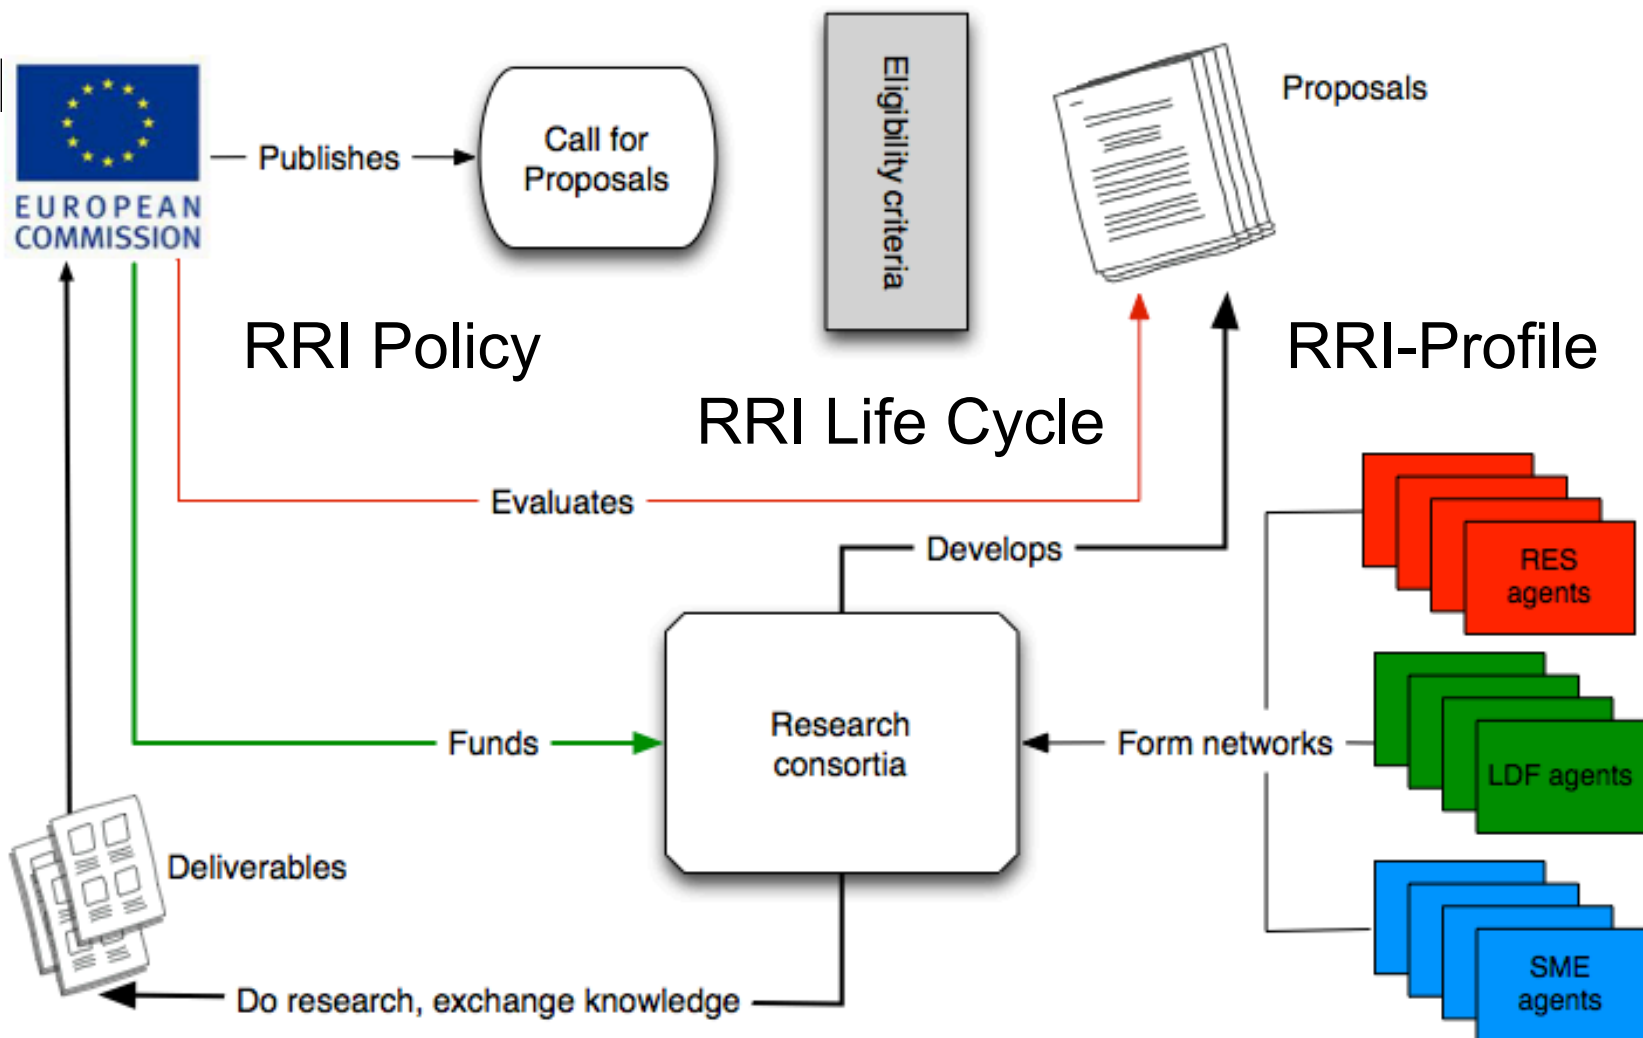 EUROPEAN
COMMISSION
Publishes
Call for
Proposals
Eligibility criteria
Proposals
RRI Policy
RRI-Profile
RRI Life Cycle
Evaluates
Develops
RES
agents
Research
consortia
Funds
Form networks
LDF agents
Deliverables
SME
agents
Do research, exchange knowledge